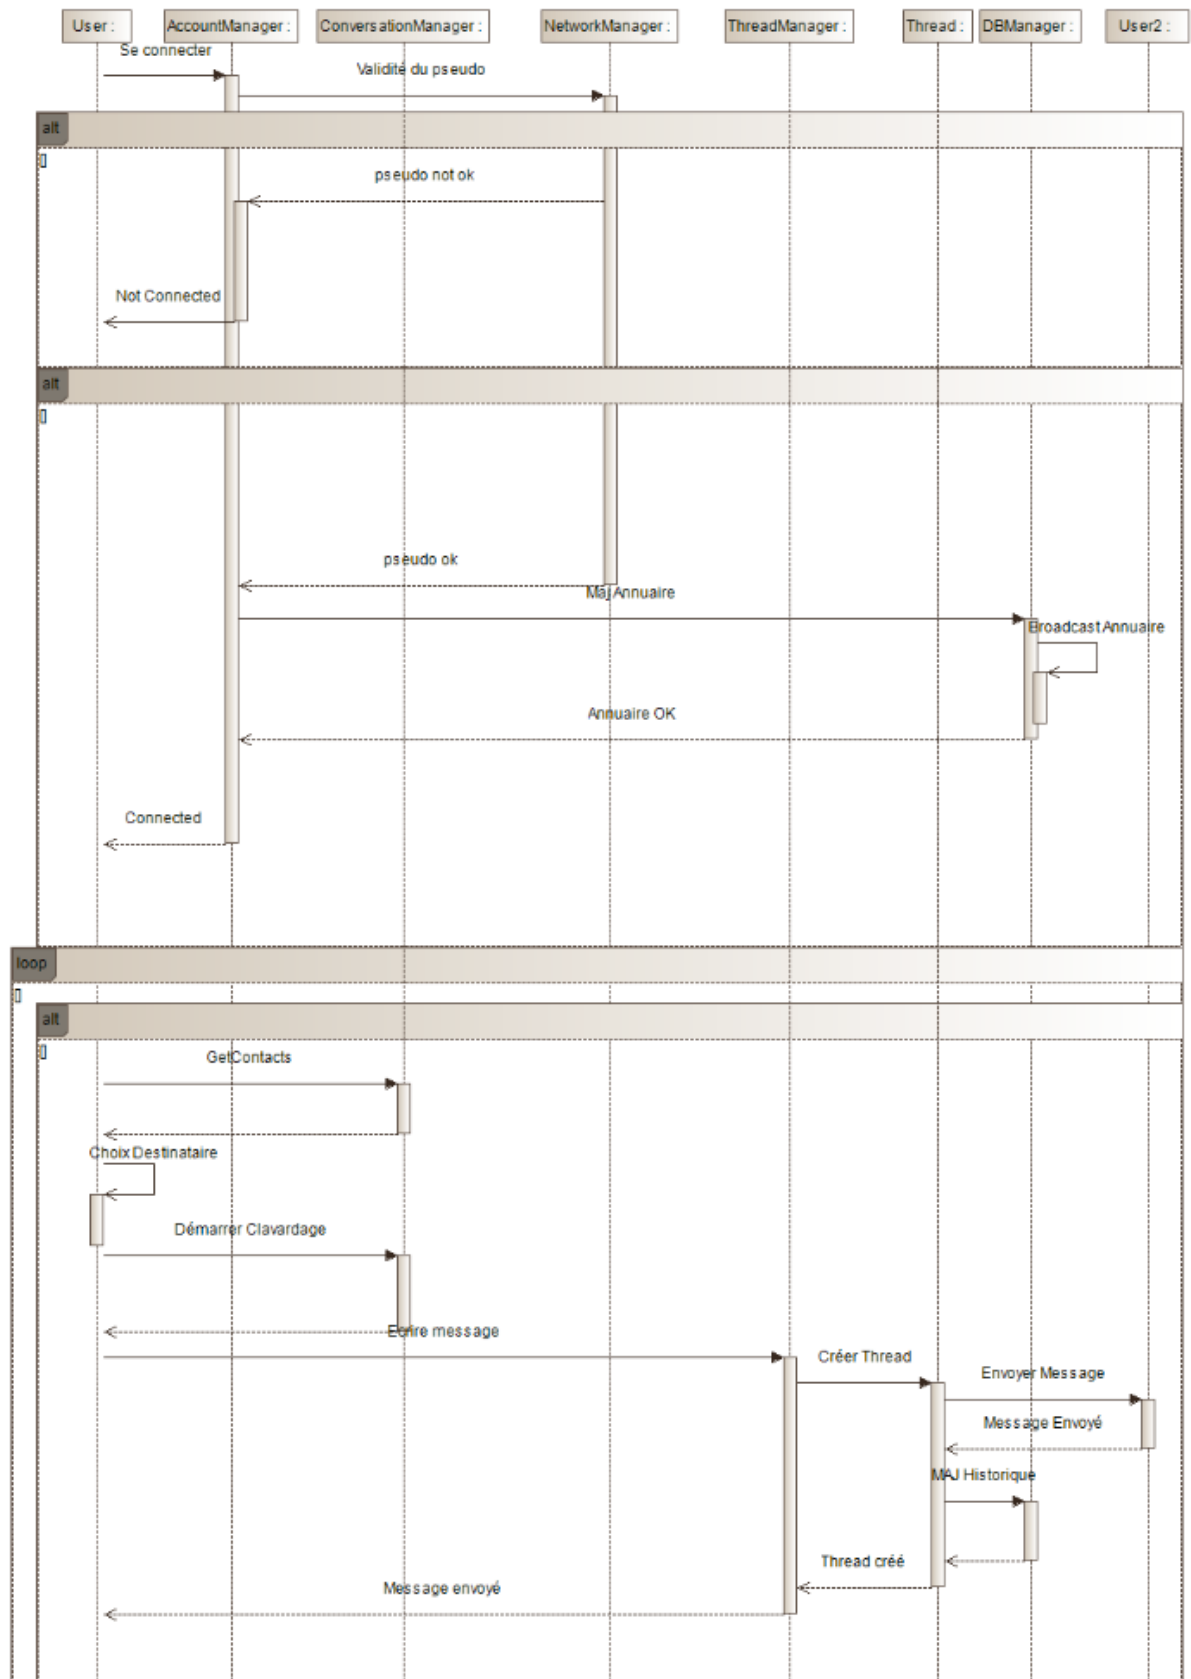 User :
AccountManager :
ConversationManager :
NetworkManager :
ThreadManager :
Thread :
DBManager :
User2 :
Se connecter
Validité du pseudo
alt
[]
pseudo not ok
Not Connected
alt
[]
pseudo ok
Maj Annuaire
Broadcast Annuaire
Annuaire OK
Connected
loop
[]
alt
[]
GetContacts
Choix Destinataire
Démarrer Clavardage
Ecrire message
Créer Thread
Envoyer Message
Message Envoyé
MAJ Historique
Thread créé
Message envoyé